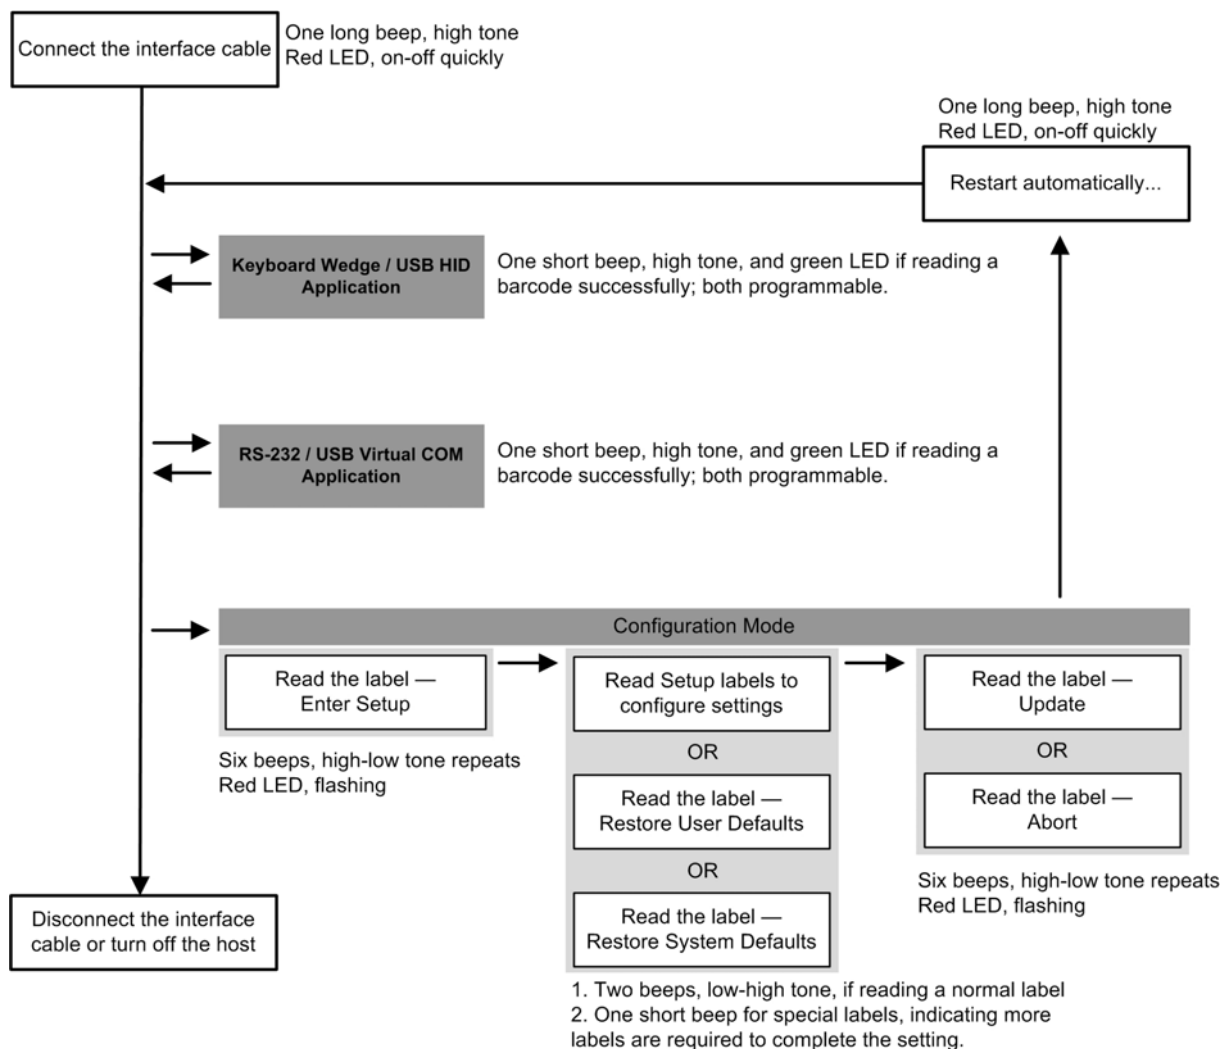 Connect the interface cable
One long beep, high tone
Red LED, on-off quickly
One long beep, high tone
Red LED, on-off quickly
Restart automatically...
Keyboard Wedge / USB HID
Application
One short beep, high tone, and green LED if reading a
barcode successfully; both programmable.
RS-232 / USB Virtual COM
Application
One short beep, high tone, and green LED if reading a
barcode successfully; both programmable.
Configuration Mode
Read the label —
Enter Setup
Six beeps, high-low tone repeats
Red LED, flashing
Read Setup labels to
configure settings
OR
Read the label —
Restore User Defaults
OR
Read the label —
Restore System Defaults
1. Two beeps, low-high tone, if reading a normal label
2. One short beep for special labels, indicating more
labels are required to complete the setting.
Read the label —
Update
OR
Read the label —
Abort
Six beeps, high-low tone repeats
Red LED, flashing
Disconnect the interface
cable or turn off the host